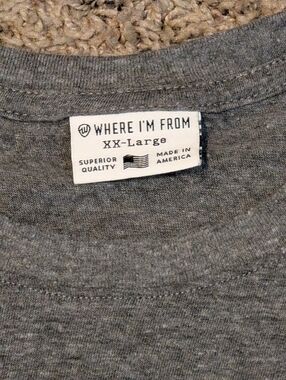 WHERE I'M FROM
XX-Large
SUPERIOR QUALITY
MADE IN AMERICA